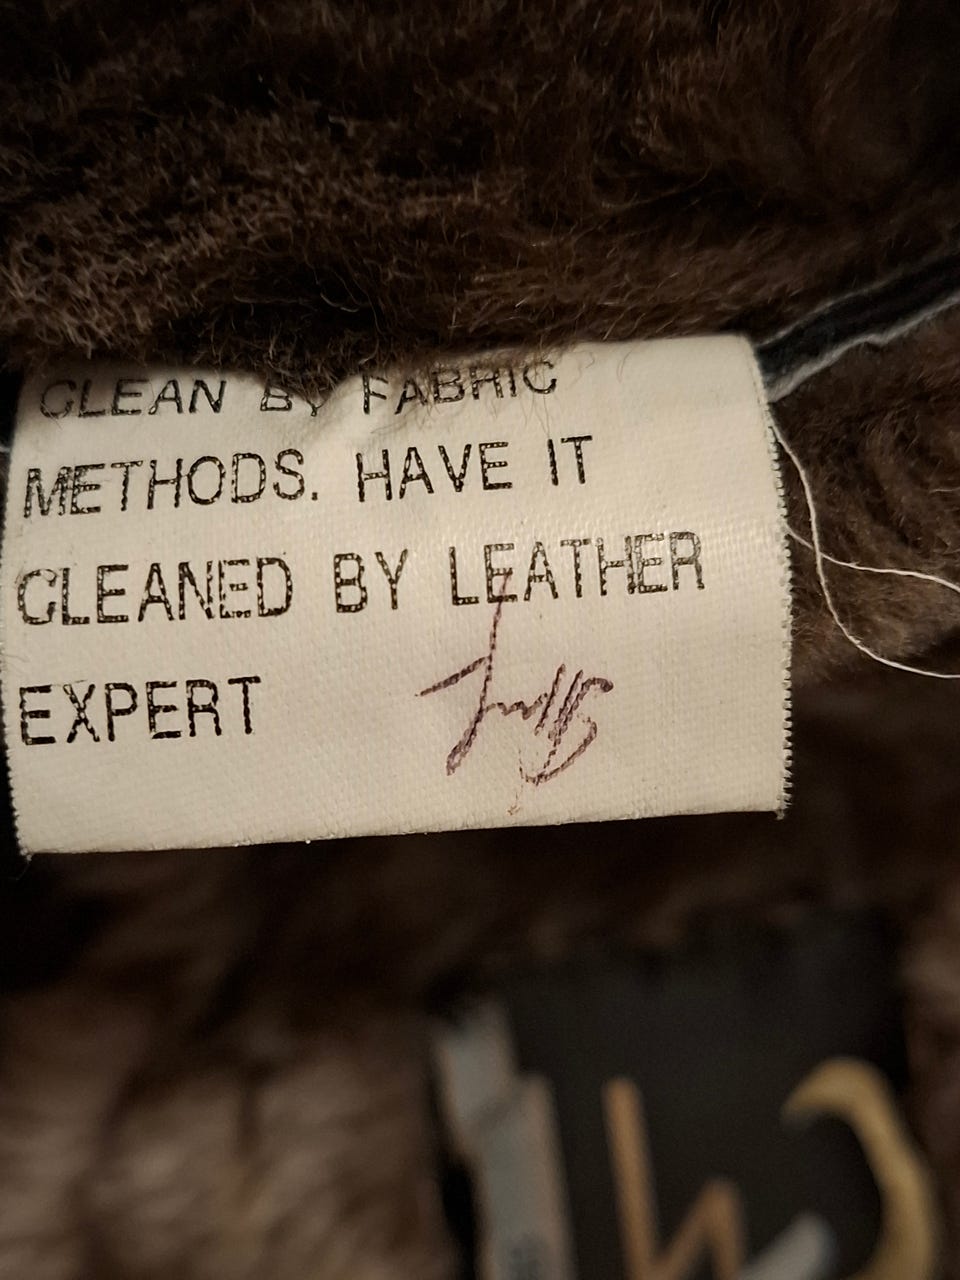 CLEAN BY FABRIC
METHODS. HAVE IT
CLEANED BY LEATHER
EXPERT